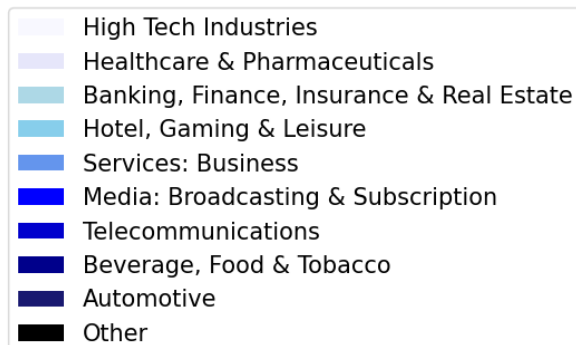 High Tech Industries
Healthcare & Pharmaceuticals
Banking, Finance, Insurance & Real Estate
Hotel, Gaming & Leisure
Services: Business
Media: Broadcasting & Subscription
Telecommunications
Beverage, Food & Tobacco
Automotive
Other